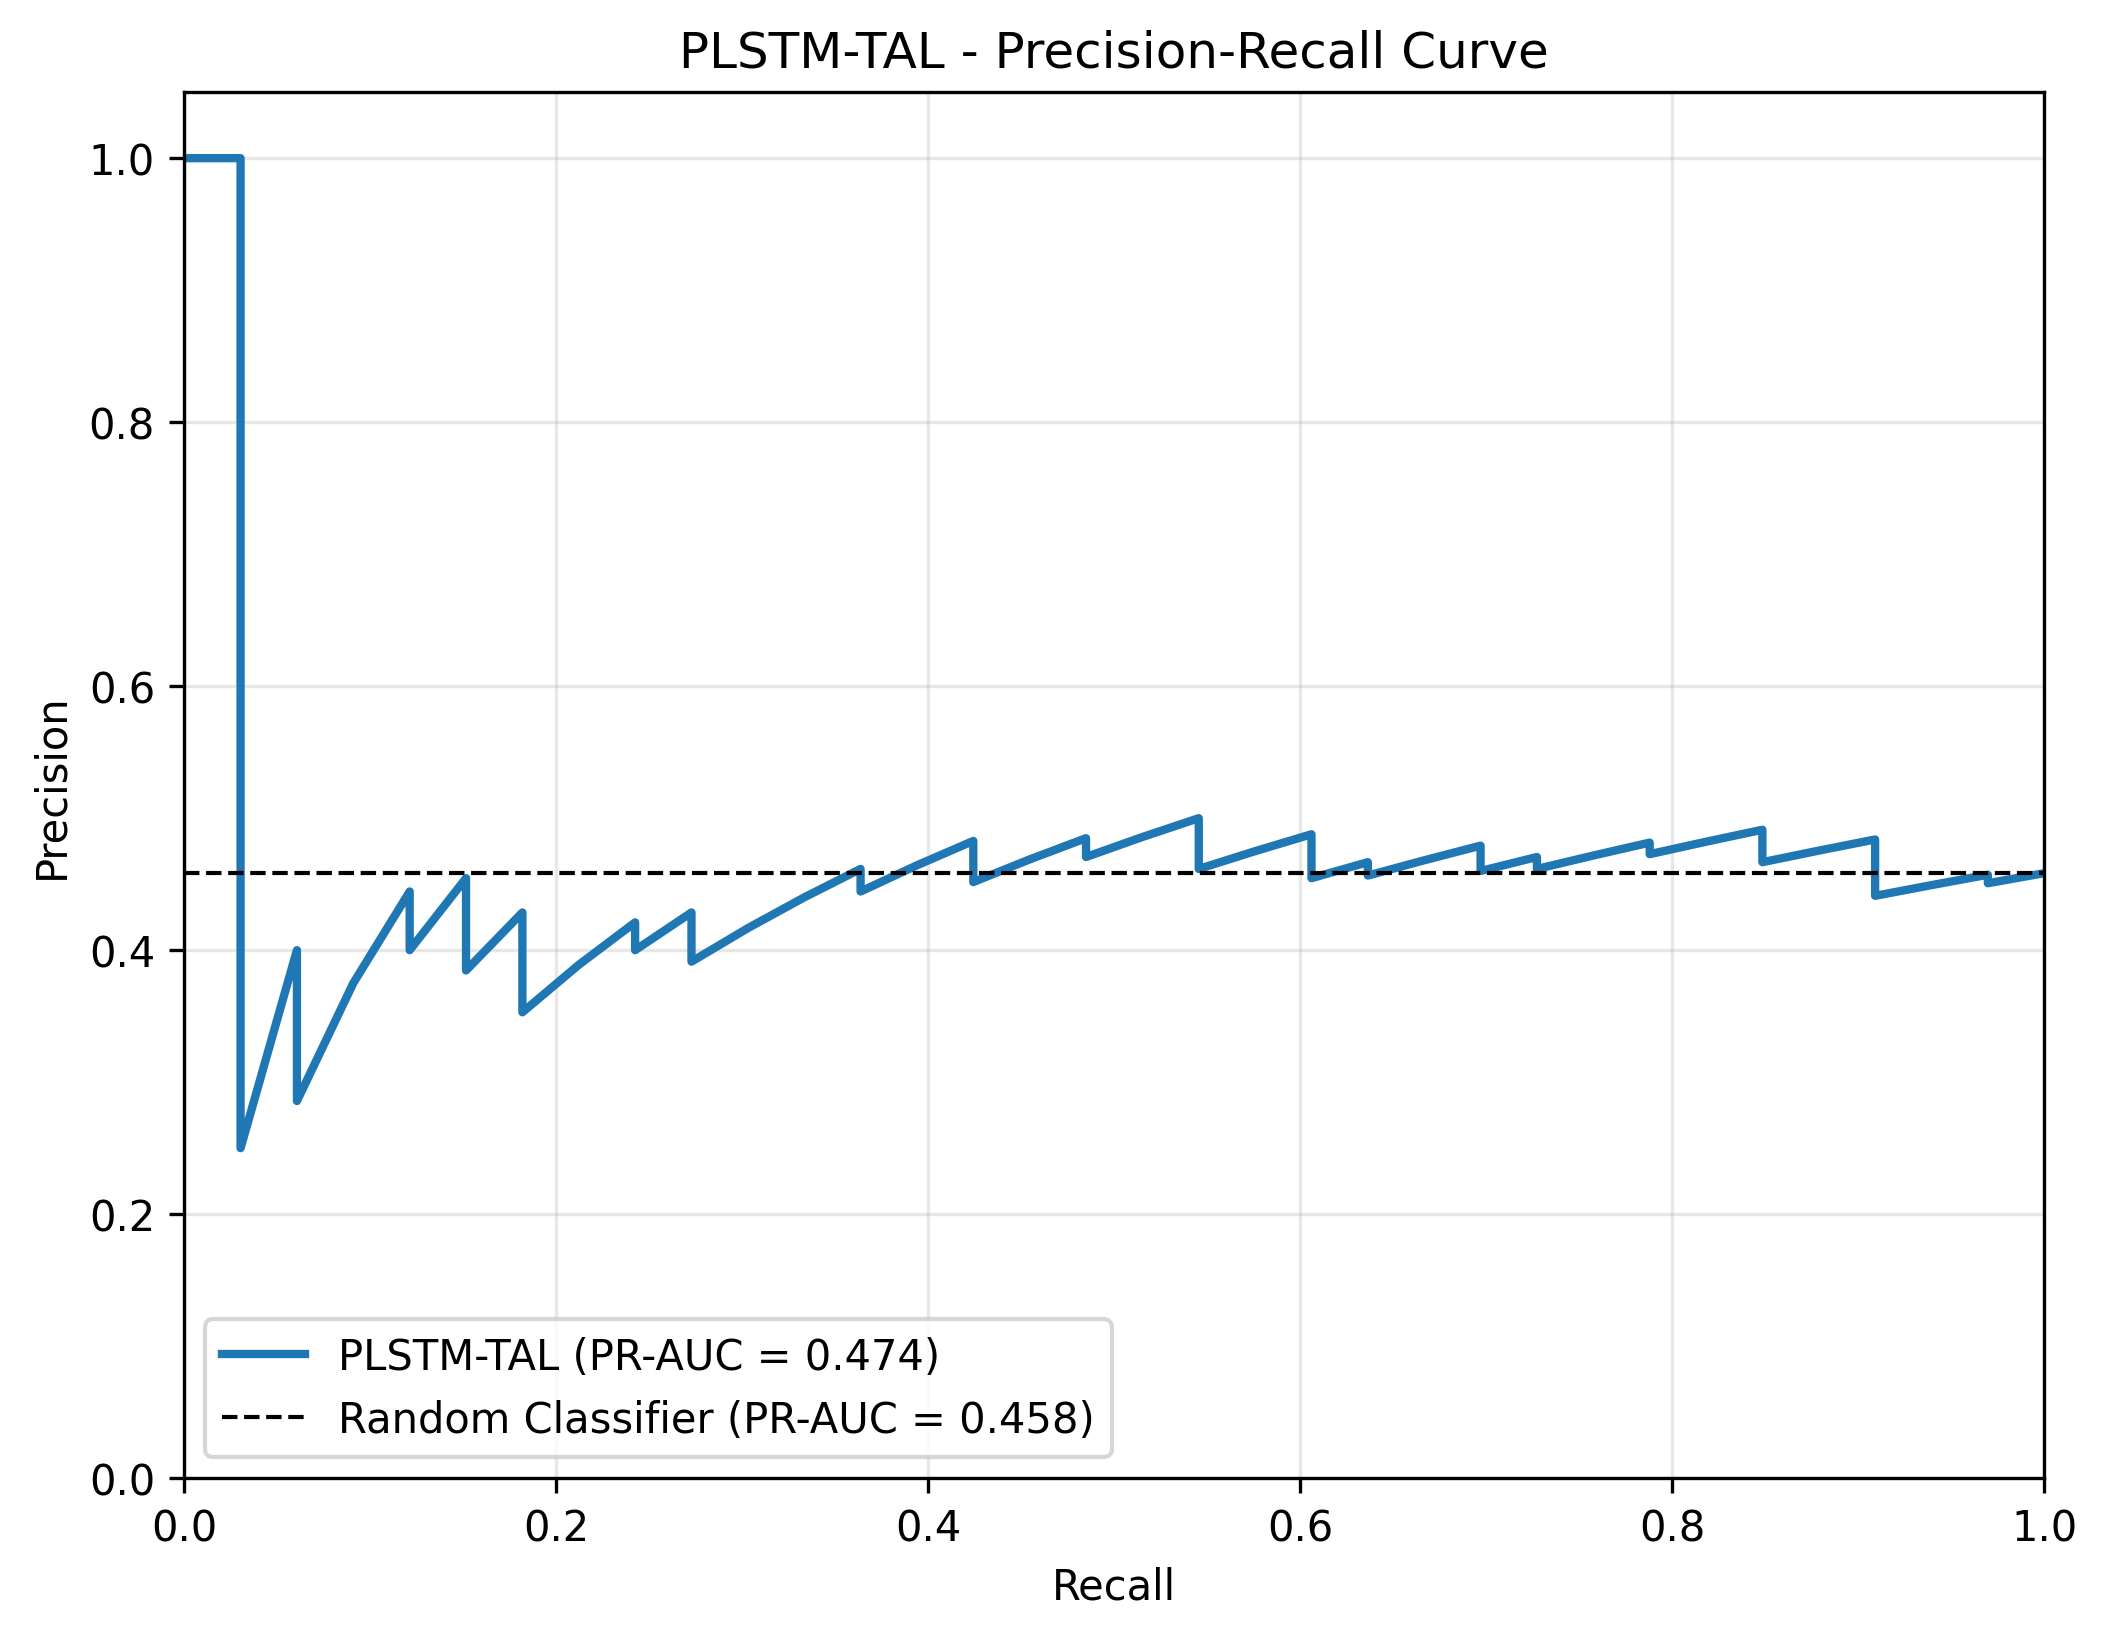 PLSTM-TAL - Precision-Recall Curve
1.0
0.8
0.6
0.4
0.2
0.0
Precision
PLSTM-TAL (PR-AUC = 0.474)
Random Classifier (PR-AUC = 0.458)
0.0 0.2 0.4 0.6 0.8 1.0
Recall